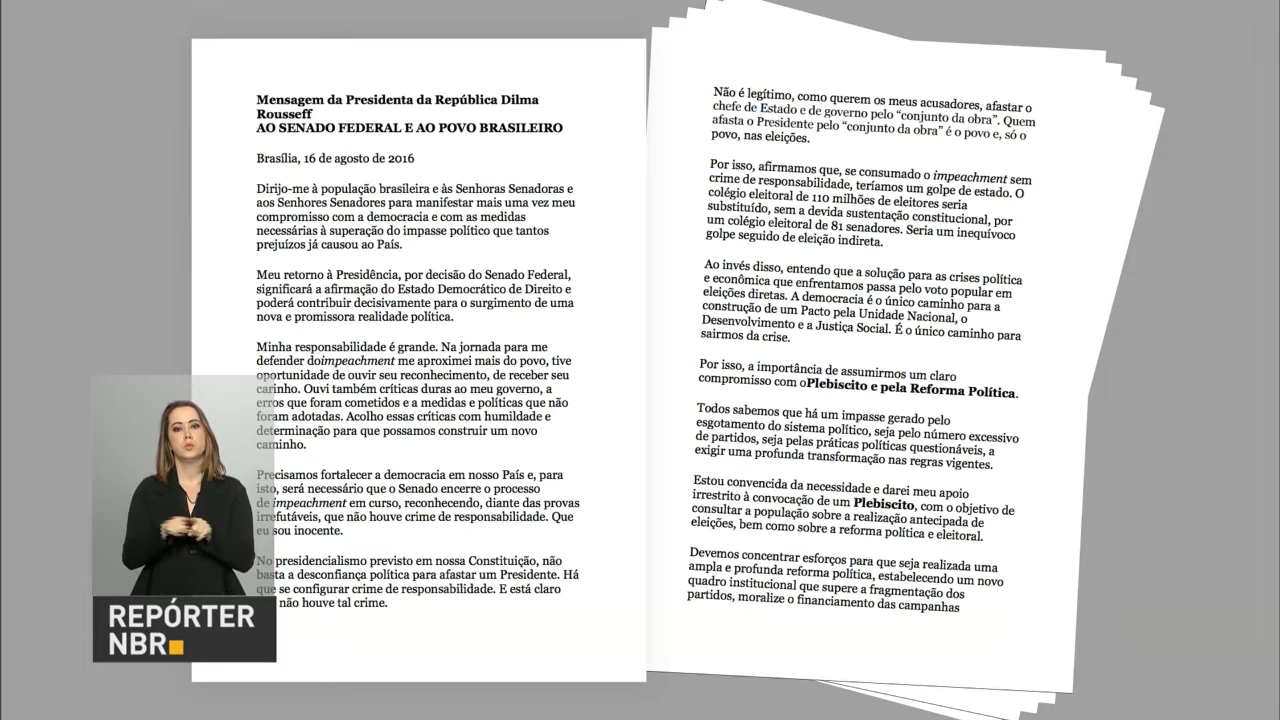 Mensagem da Presidenta da República Dilma
Rousseff
AO SENADO FEDERAL E AO POVO BRASILEIRO
Brasília, 16 de agosto de 2016
Dirijo-me à população brasileira e às Senhoras Senadoras e
aos Senhores Senadores para manifestar mais uma vez meu
compromisso com a democracia e com as medidas
necessárias à superação do impasse político que tantos
prejuízos já causou ao País.
Meu retorno à Presidência, por decisão do Senado Federal,
significará a afirmação do Estado Democrático de Direito e
poderá contribuir decisivamente para o surgimento de uma
nova e promissora realidade política.
Minha responsabilidade é grande. Na jornada para me
defender doimpeachment me aproximei mais do povo, tive
oportunidade de ouvir seu reconhecimento, de receber seu
carinho. Ouvi também críticas duras ao meu governo, a
erros que foram cometidos e a medidas e políticas que não
foram adotadas. Acolho essas críticas com humildade e
determinação para que possamos construir um novo
caminho.
Precisamos fortalecer a democracia em nosso País e, para
isto, será necessário que o Senado encerre o processo
de impeachment em curso, reconhecendo, diante das provas
irrefutáveis, que não houve crime de responsabilidade. Que
eu sou inocente.
No presidencialismo previsto em nossa Constituição, não
basta a desconfiança política para afastar um Presidente. Há
que se configurar crime de responsabilidade. E está claro
não houve tal crime.
Não é legítimo, como querem os meus acusadores, afastar o
chefe de Estado e de governo pelo “conjunto da obra”. Quem
afasta o Presidente pelo “conjunto da obra” é o povo e, só o
povo, nas eleições.
Por isso, afirmamos que, se consumado o impeachment sem
crime de responsabilidade, teríamos um golpe de estado. O
colégio eleitoral de 110 milhões de eleitores seria
substituído, sem a devida sustentação constitucional, por
um colégio eleitoral de 81 senadores. Seria um inequívoco
golpe seguido de eleição indireta.
Ao invés disso, entendo que a solução para as crises política
e econômica que enfrentamos passa pelo voto popular em
eleições diretas. A democracia é o único caminho para a
construção de um Pacto pela Unidade Nacional, o
Desenvolvimento e a Justiça Social. É o único caminho para
sairmos da crise.
Por isso, a importância de assumirmos um claro
compromisso com oPlebiscito e pela Reforma Política.
Todos sabemos que há um impasse gerado pelo
esgotamento do sistema político, seja pelo número excessivo
de partidos, seja pelas práticas políticas questionáveis, a
exigir uma profunda transformação nas regras vigentes.
Estou convencida da necessidade e darei meu apoio
irrestrito à convocação de um Plebiscito, com o objetivo de
consultar a população sobre a realização antecipada de
eleições, bem como sobre a reforma política e eleitoral.
Devemos concentrar esforços para que seja realizada uma
ampla e profunda reforma política, estabelecendo um novo
quadro institucional que supere a fragmentação dos
partidos, moralize o financiamento das campanhas
REPÓRTER
NBR